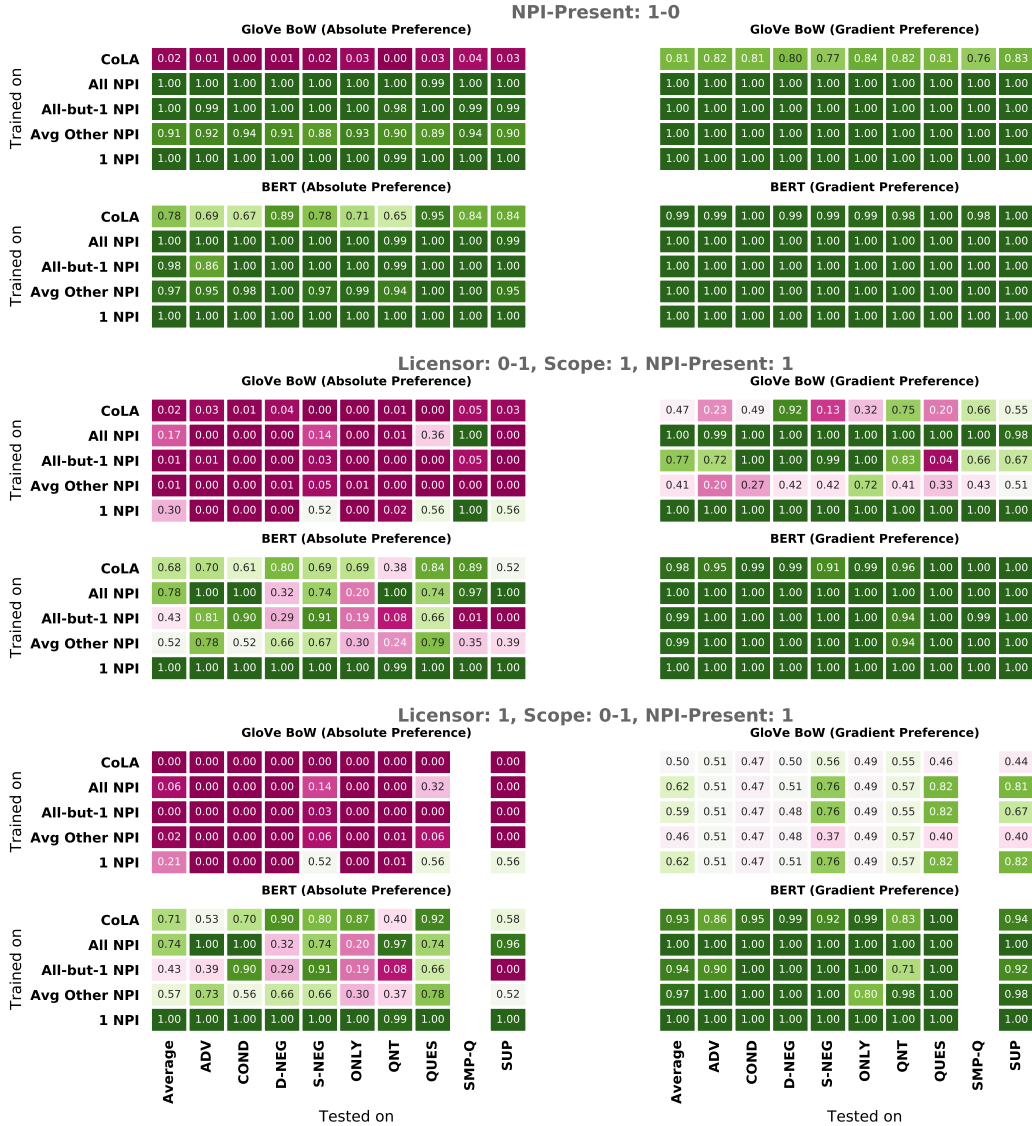 NPI-Present: 1-0
GloVe BoW (Absolute Preference)
GloVe BoW (Gradient Preference)
Trained on
CoLA 0.02 0.01 0.00 0.01 0.02 0.03 0.00 0.03 0.04 0.03 0.81 0.82 0.81 0.80 0.77 0.84 0.82 0.81 0.76 0.83
All NPI 1.00 1.00 1.00 1.00 1.00 1.00 1.00 0.99 1.00 1.00 1.00 1.00 1.00 1.00 1.00 1.00 1.00 1.00 1.00 1.00
All-but-1 NPI 1.00 0.99 1.00 1.00 1.00 1.00 0.98 1.00 0.99 0.99 1.00 1.00 1.00 1.00 1.00 1.00 1.00 1.00 1.00 1.00
Avg Other NPI 0.91 0.92 0.94 0.91 0.88 0.93 0.90 0.89 0.94 0.90 1.00 1.00 1.00 1.00 1.00 1.00 1.00 1.00 1.00 1.00
1 NPI 1.00 1.00 1.00 1.00 1.00 1.00 0.99 1.00 1.00 1.00 1.00 1.00 1.00 1.00 1.00 1.00 1.00 1.00 1.00 1.00
BERT (Absolute Preference)
BERT (Gradient Preference)
Trained on
CoLA 0.78 0.69 0.67 0.89 0.78 0.71 0.65 0.95 0.84 0.84 0.99 0.99 1.00 0.99 0.99 0.99 0.98 1.00 0.98 1.00
All NPI 1.00 1.00 1.00 1.00 1.00 1.00 0.99 1.00 1.00 0.99 1.00 1.00 1.00 1.00 1.00 1.00 1.00 1.00 1.00 1.00
All-but-1 NPI 0.98 0.86 1.00 1.00 1.00 1.00 0.99 1.00 1.00 1.00 1.00 1.00 1.00 1.00 1.00 1.00 1.00 1.00 1.00 1.00
Avg Other NPI 0.97 0.95 0.98 1.00 0.97 0.99 0.94 1.00 1.00 0.95 1.00 1.00 1.00 1.00 1.00 1.00 1.00 1.00 1.00 1.00
1 NPI 1.00 1.00 1.00 1.00 1.00 1.00 1.00 1.00 1.00 1.00 1.00 1.00 1.00 1.00 1.00 1.00 1.00 1.00 1.00 1.00
Licensor: 0-1, Scope: 1, NPI-Present: 1
GloVe BoW (Absolute Preference)
GloVe BoW (Gradient Preference)
Trained on
CoLA 0.02 0.03 0.01 0.04 0.00 0.00 0.01 0.00 0.05 0.03 0.47 0.23 0.49 0.92 0.13 0.32 0.75 0.20 0.66 0.55
All NPI 0.17 0.00 0.00 0.00 0.14 0.00 0.01 0.36 1.00 0.00 1.00 0.99 1.00 1.00 1.00 1.00 1.00 1.00 1.00 0.98
All-but-1 NPI 0.01 0.01 0.00 0.00 0.03 0.00 0.00 0.00 0.05 0.00 0.77 0.72 1.00 1.00 0.99 1.00 0.83 0.04 0.66 0.67
Avg Other NPI 0.01 0.00 0.00 0.01 0.05 0.01 0.00 0.00 0.00 0.00 0.41 0.20 0.27 0.42 0.42 0.72 0.41 0.33 0.43 0.51
1 NPI 0.30 0.00 0.00 0.00 0.52 0.00 0.02 0.56 1.00 0.56 1.00 1.00 1.00 1.00 1.00 1.00 1.00 1.00 1.00 1.00
BERT (Absolute Preference)
BERT (Gradient Preference)
Trained on
CoLA 0.68 0.70 0.61 0.80 0.69 0.69 0.38 0.84 0.89 0.52 0.98 0.95 0.99 0.99 0.91 0.99 0.96 1.00 1.00 1.00
All NPI 0.78 1.00 1.00 0.32 0.74 0.20 1.00 0.74 0.97 1.00 1.00 1.00 1.00 1.00 1.00 1.00 1.00 1.00 1.00 1.00
All-but-1 NPI 0.43 0.81 0.90 0.29 0.91 0.19 0.08 0.66 0.01 0.00 0.99 1.00 1.00 1.00 1.00 1.00 0.94 1.00 0.99 1.00
Avg Other NPI 0.52 0.78 0.52 0.66 0.67 0.30 0.24 0.79 0.35 0.39 0.99 1.00 1.00 1.00 1.00 1.00 0.94 1.00 1.00 1.00
1 NPI 1.00 1.00 1.00 1.00 1.00 1.00 0.99 1.00 1.00 1.00 1.00 1.00 1.00 1.00 1.00 1.00 1.00 1.00 1.00 1.00
Licensor: 1, Scope: 0-1, NPI-Present: 1
GloVe BoW (Absolute Preference)
GloVe BoW (Gradient Preference)
Trained on
CoLA 0.00 0.00 0.00 0.00 0.00 0.00 0.00 0.00 0.00 0.50 0.51 0.47 0.50 0.56 0.49 0.55 0.46 0.44
All NPI 0.06 0.00 0.00 0.00 0.14 0.00 0.00 0.32 0.00 0.62 0.51 0.47 0.51 0.76 0.49 0.57 0.82 0.81
All-but-1 NPI 0.00 0.00 0.00 0.00 0.03 0.00 0.00 0.00 0.00 0.59 0.51 0.47 0.48 0.76 0.49 0.55 0.82 0.67
Avg Other NPI 0.02 0.00 0.00 0.00 0.06 0.00 0.01 0.06 0.00 0.46 0.51 0.47 0.48 0.37 0.49 0.57 0.40 0.40
1 NPI 0.21 0.00 0.00 0.00 0.52 0.00 0.01 0.56 0.56 0.62 0.51 0.47 0.51 0.76 0.49 0.57 0.82 0.82
BERT (Absolute Preference)
BERT (Gradient Preference)
Trained on
CoLA 0.71 0.53 0.70 0.90 0.80 0.87 0.40 0.92 0.58 0.93 0.86 0.95 0.99 0.92 0.99 0.83 1.00 0.94
All NPI 0.74 1.00 1.00 0.32 0.74 0.20 0.97 0.74 0.96 1.00 1.00 1.00 1.00 1.00 1.00 1.00 1.00 1.00
All-but-1 NPI 0.43 0.39 0.90 0.29 0.91 0.19 0.08 0.66 0.00 0.94 0.90 1.00 1.00 1.00 1.00 0.71 1.00 0.92
Avg Other NPI 0.57 0.73 0.56 0.66 0.66 0.30 0.37 0.78 0.52 0.97 1.00 1.00 1.00 1.00 0.80 0.98 1.00 0.98
1 NPI 1.00 1.00 1.00 1.00 1.00 1.00 0.99 1.00 1.00 1.00 1.00 1.00 1.00 1.00 1.00 1.00 1.00 1.00
Average ADV COND D-NEG S-NEG ONLY QNT QUES SMP-Q SUP Average ADV COND D-NEG S-NEG ONLY QNT QUES SMP-Q SUP
Tested on
Tested on